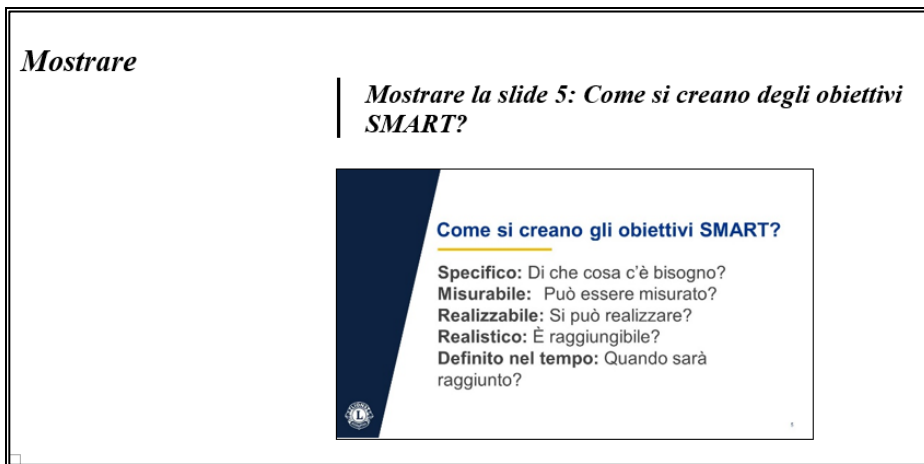 Mostrare
Mostrare la slide 5: Come si creano degli obiettivi
SMART?
Come si creano gli obiettivi SMART?
Specifico: Di che cosa c'è bisogno?
Misurabile: Può essere misurato?
Realizzabile: Si può realizzare?
Realistico: È raggiungibile?
Definito nel tempo: Quando sarà
raggiunto?
L